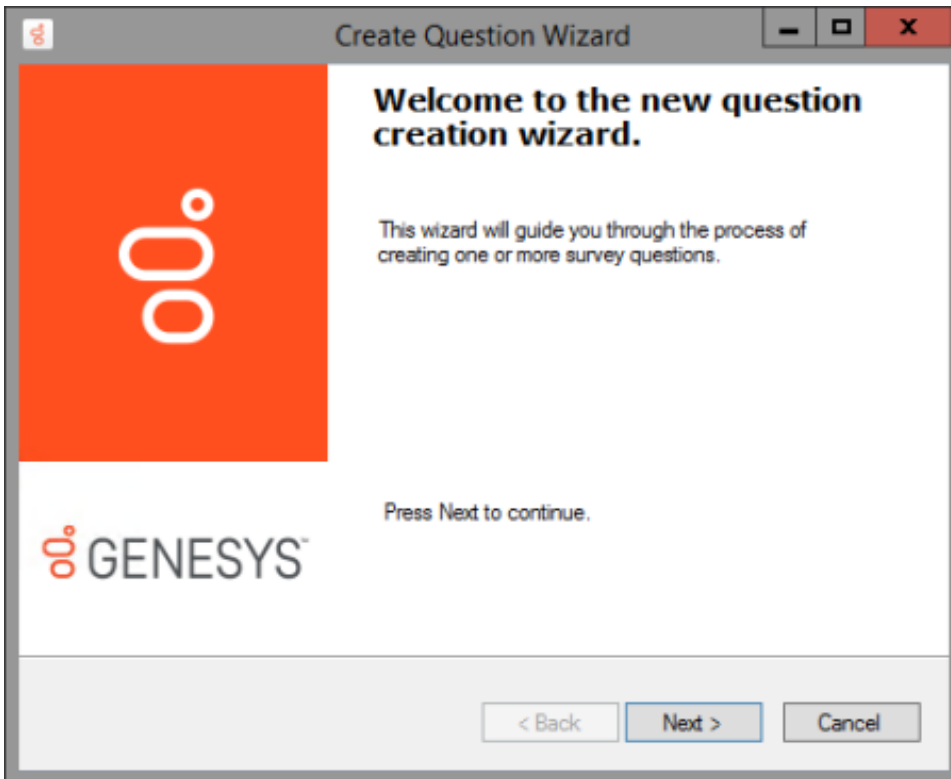 Create Question Wizard
Welcome to the new question
creation wizard.
This wizard will guide you through the process of
creating one or more survey questions.
Press Next to continue.
GENESYS™
< Back
Next >
Cancel